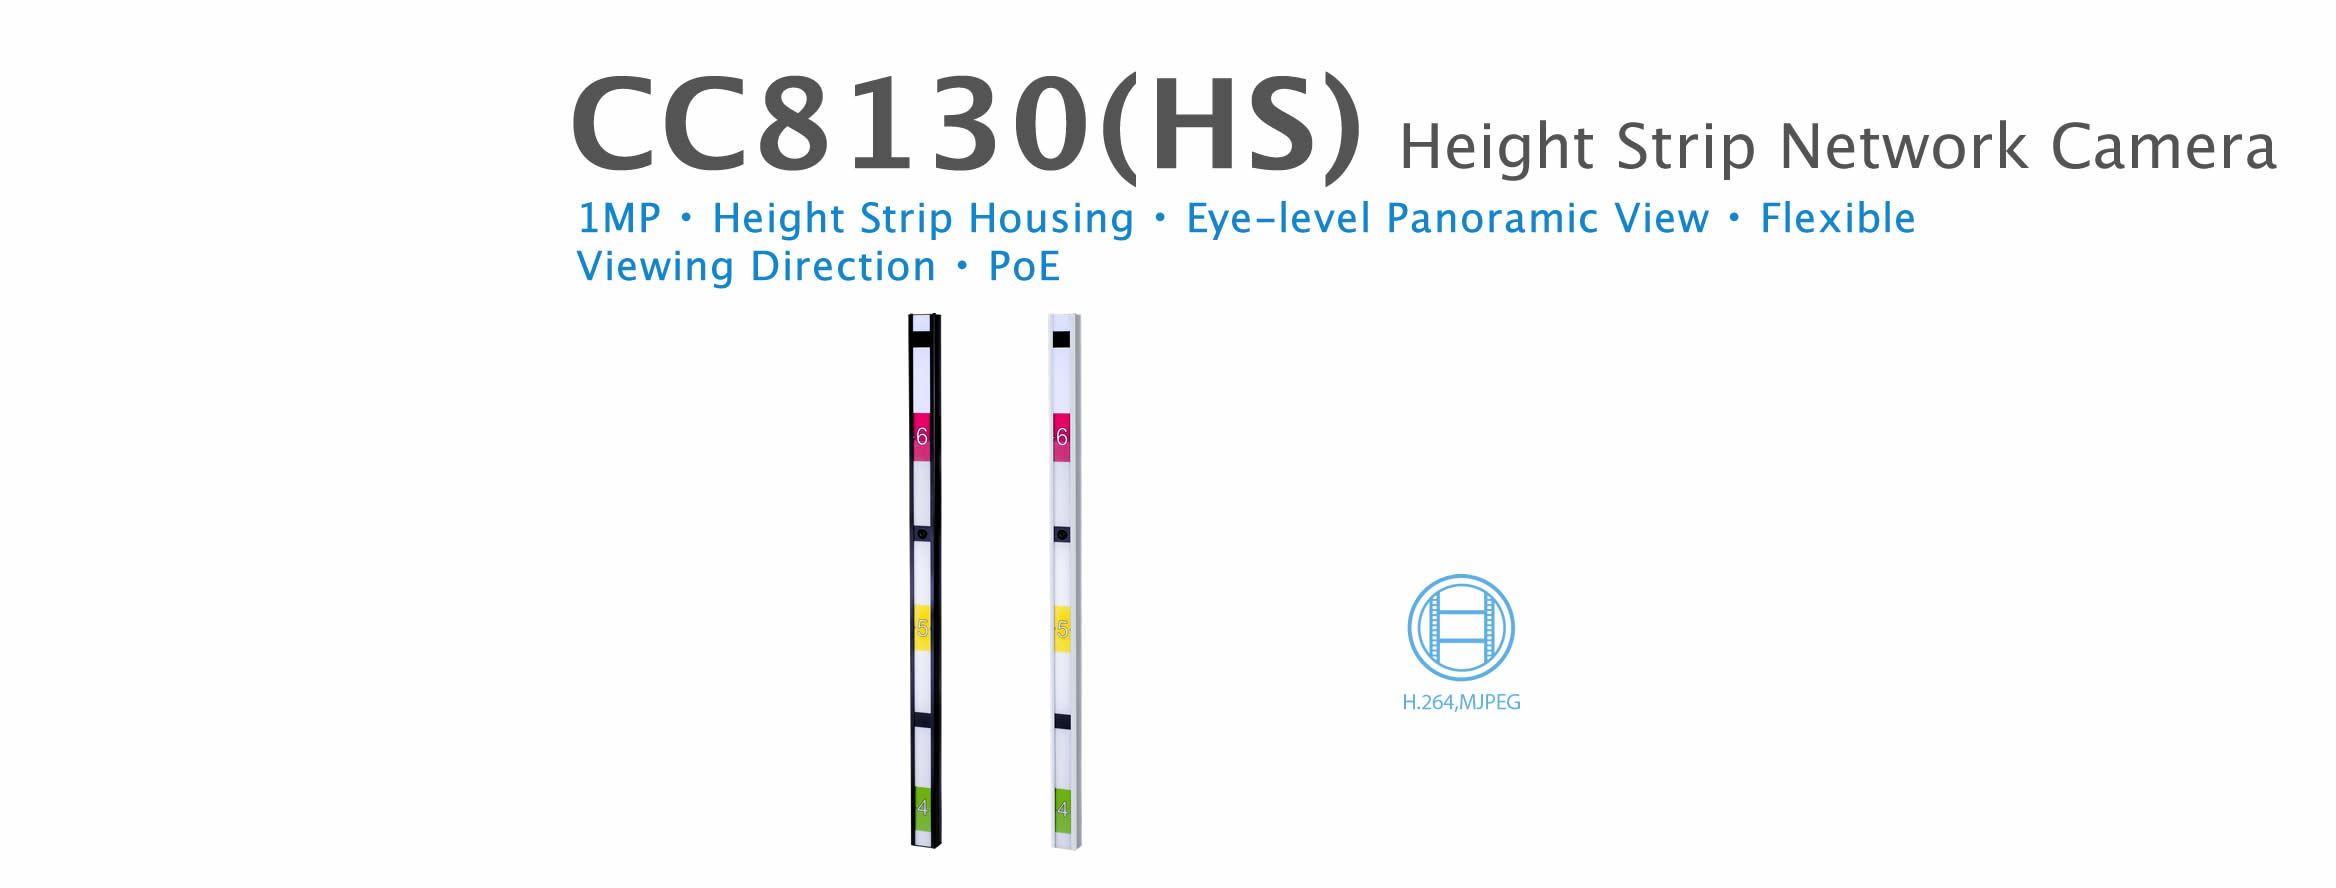 CC8130(HS) Height Strip Network Camera
1MP • Height Strip Housing • Eye-level Panoramic View • Flexible
Viewing Direction • PoE
6 6
5 5
4 4
H.264,MJPEG